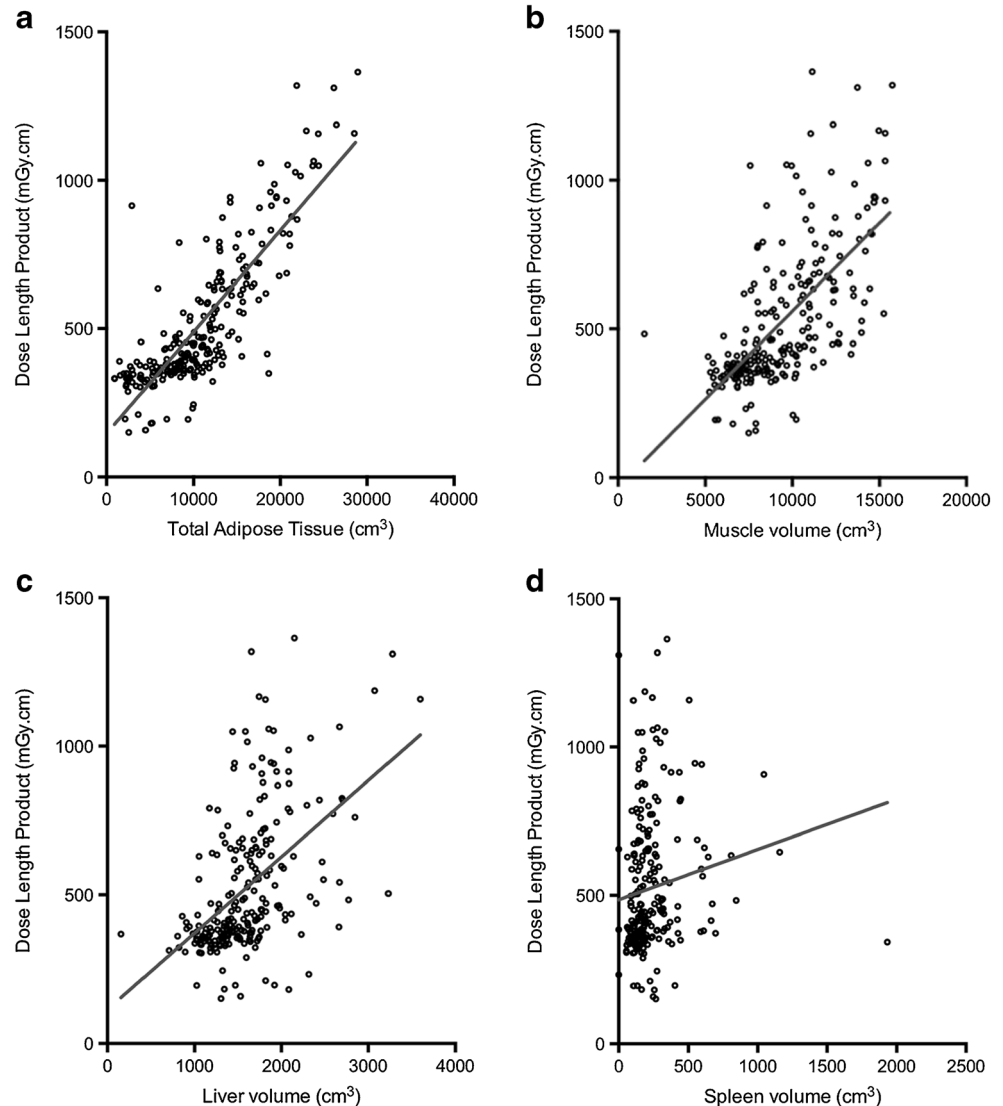 a
b
1500
1000
500
0
Dose Length Product (mGy.cm)
0 10000 20000 30000 40000
Total Adipose Tissue (cm³)
1500
1000
500
0
Dose Length Product (mGy.cm)
0 5000 10000 15000 20000
Muscle volume (cm³)
c
d
1500
1000
500
0
Dose Length Product (mGy.cm)
0 1000 2000 3000 4000
Liver volume (cm³)
1500
1000
500
0
Dose Length Product (mGy.cm)
0 500 1000 1500 2000 2500
Spleen volume (cm³)